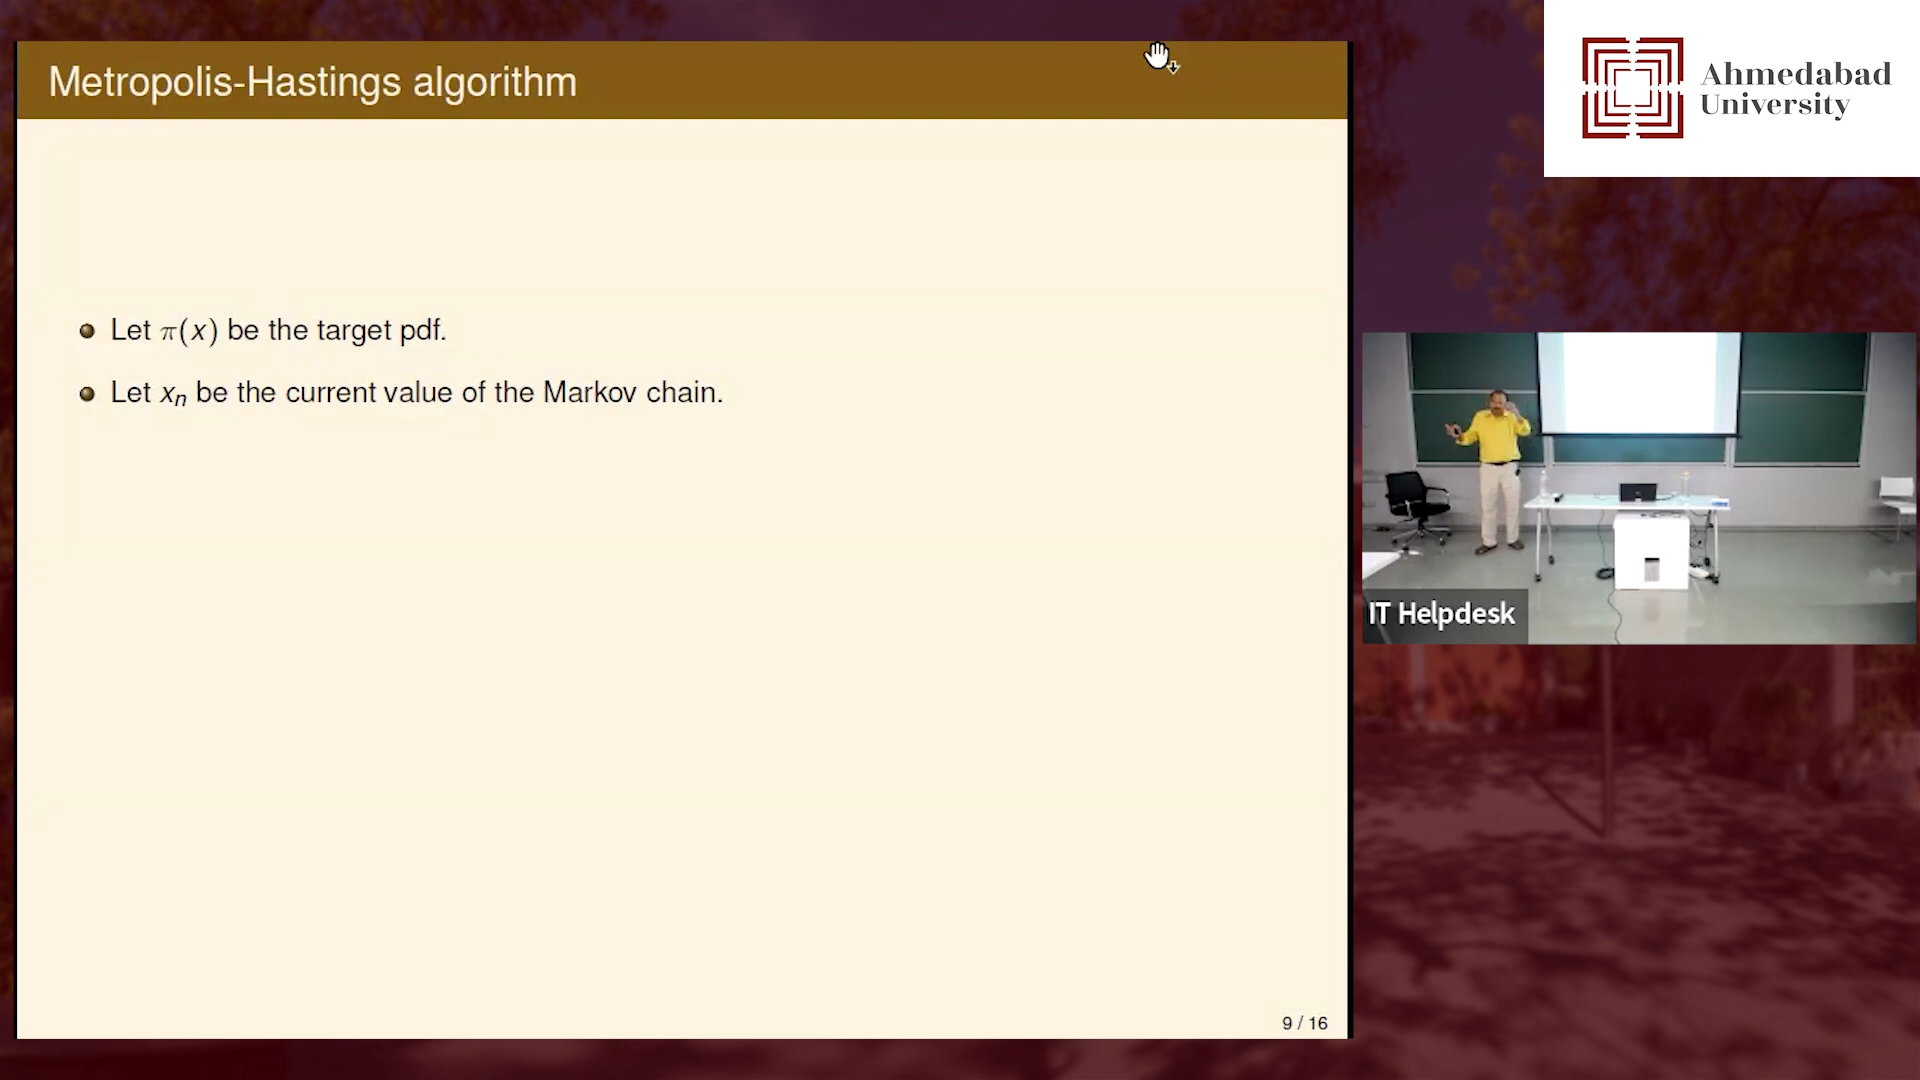 Metropolis-Hastings algorithm
Let π(x) be the target pdf.
Let xₙ be the current value of the Markov chain.
9 / 16
Ahmedabad
University
IT Helpdesk